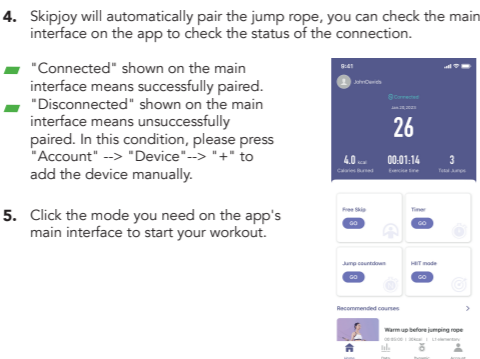 4. Skipjoy will automatically pair the jump rope, you can check the main
interface on the app to check the status of the connection.
"Connected" shown on the main
interface means successfully paired.
"Disconnected" shown on the main
interface means unsuccessfully
paired. In this condition, please press
"Account" --> "Device"--> "+" to
add the device manually.
5. Click the mode you need on the app's
main interface to start your workout.
9:41
JohnDavids
Connected
Jan 29,2020
26
4.0 kcal 00:01:14 3
Calories Burned Exercise time Total Jumps
Free Skip Timer
GO GO
Jump countdown HIIT mode
GO GO
Recommended courses >
Warm up before jumping rope
Account